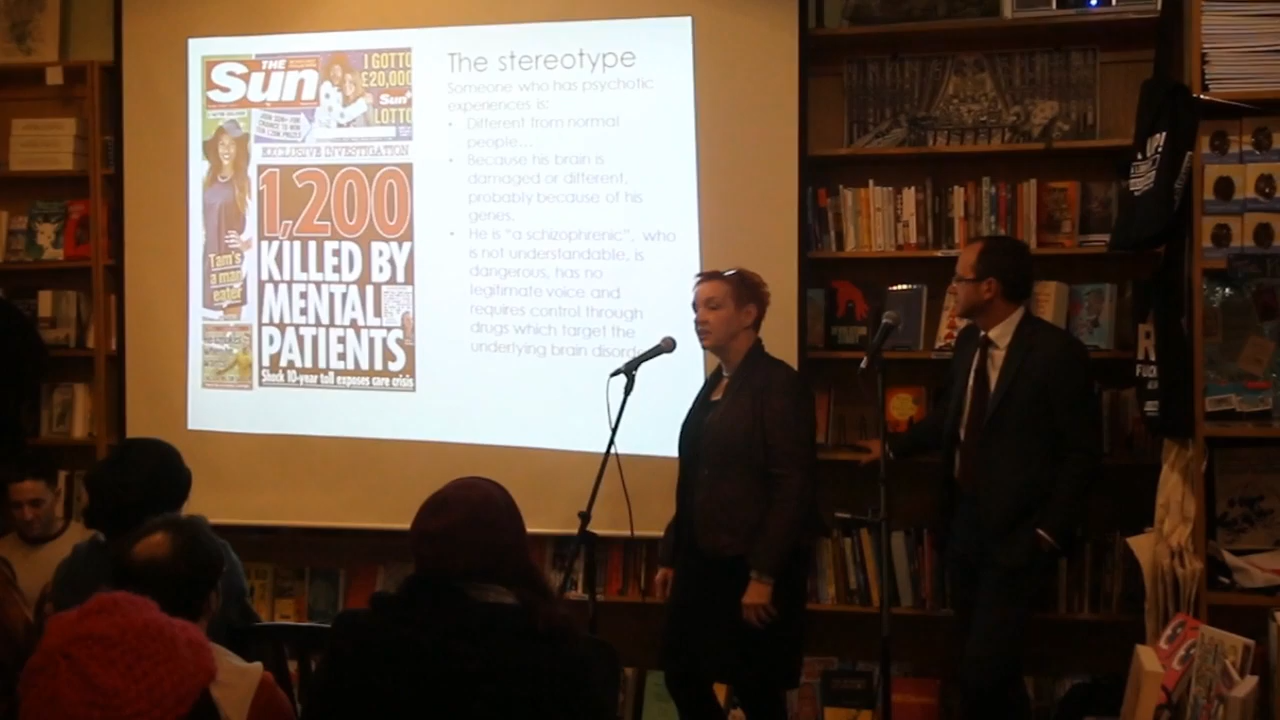 THE
Sun
I GOTTO
£20,000
Sun+
LOTTO
EXCLUSIVE INVESTIGATION
1,200
KILLED BY
MENTAL
PATIENTS
Shock 10-year toll exposes care crisis
Tam's
a man
eater
The stereotype
Someone who has psychotic
experiences is:
• Different from normal
people…
• Because his brain is
damaged or different,
probably because of his
genes.
• He is "a schizophrenic", who
is not understandable, is
dangerous, has no
legitimate voice and
requires control through
drugs which target the
underlying brain disorde